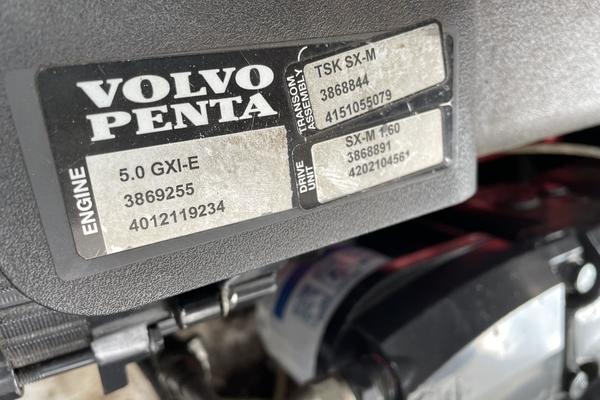 VOLVO
PENTA
ENGINE
5.0 GXI-E
3869255
4012119234
TRANSOM
ASSEMBLY
TSK SX-M
3868844
4151055079
DRIVE
UNIT
SX-M 1.60
3868891
4202104561